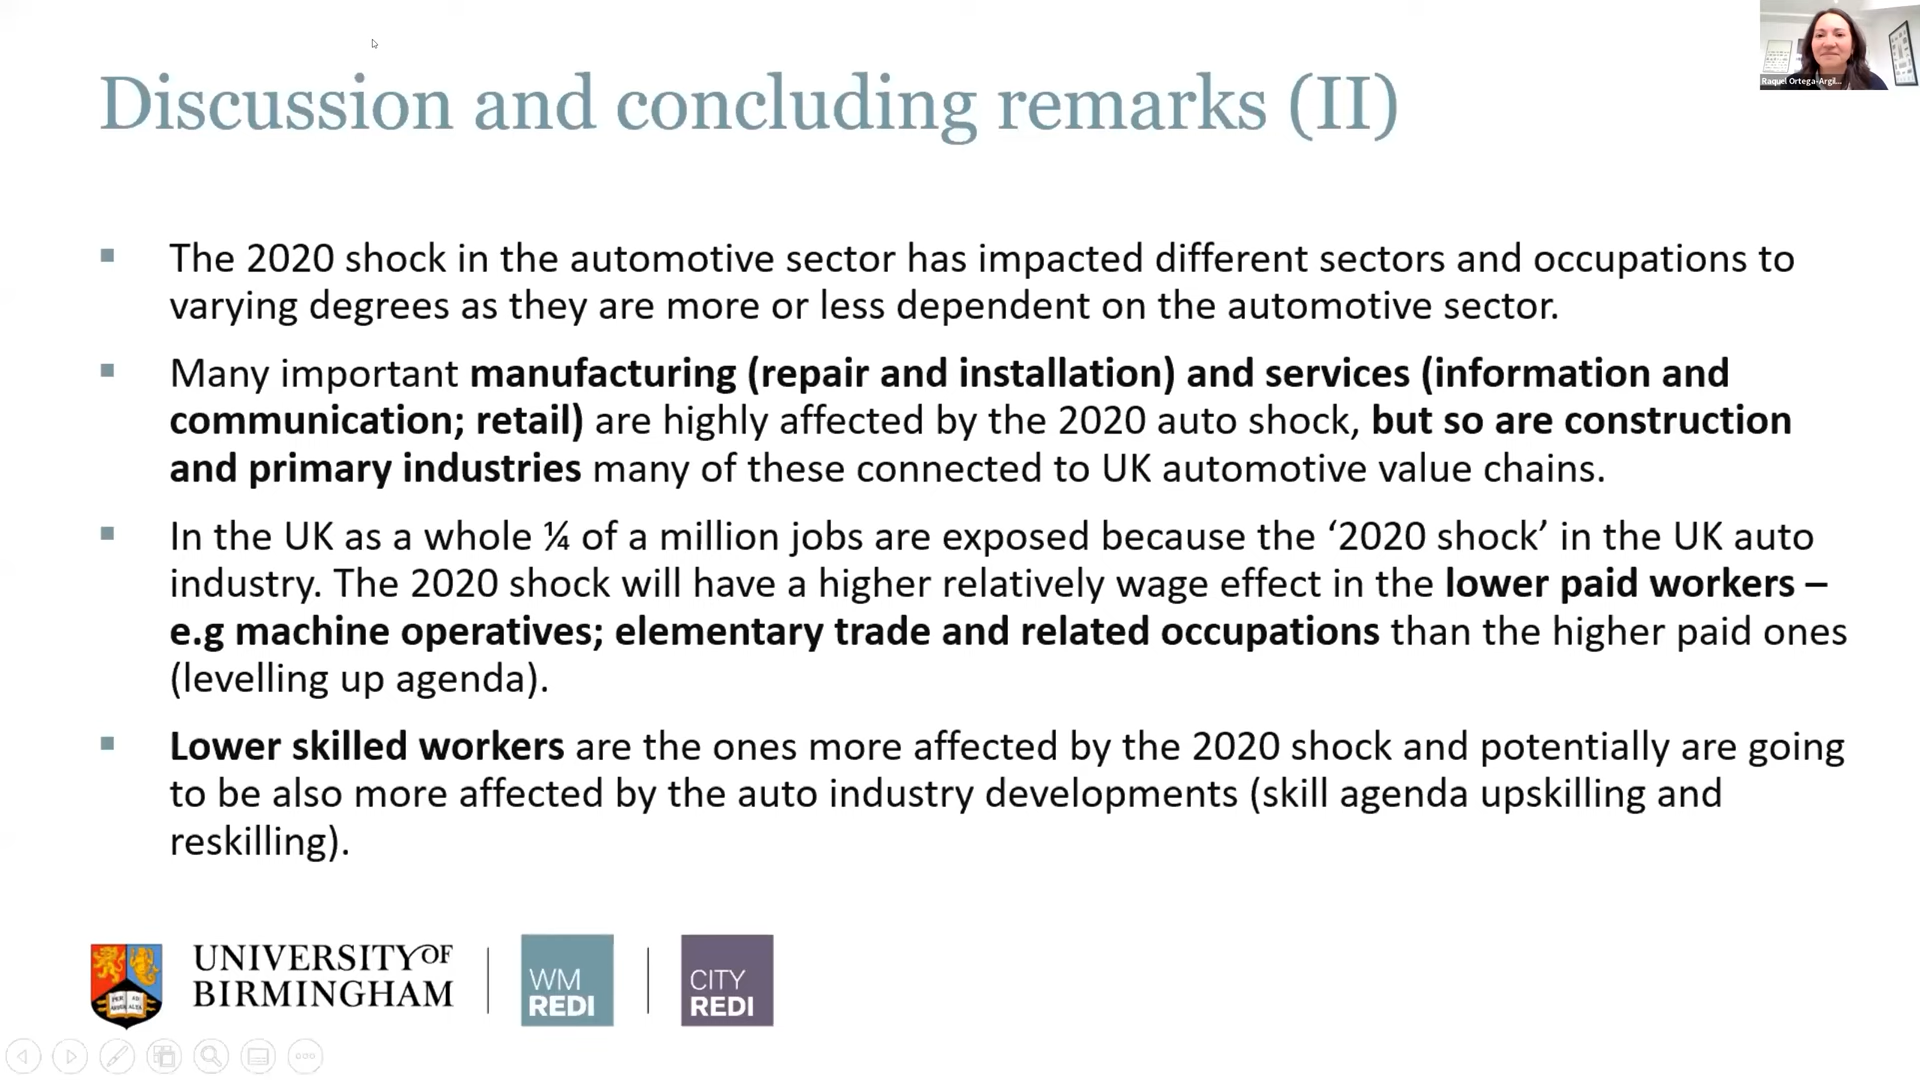 Discussion and concluding remarks (II)
Raquel Ortega-Argil...
The 2020 shock in the automotive sector has impacted different sectors and occupations to
varying degrees as they are more or less dependent on the automotive sector.
Many important manufacturing (repair and installation) and services (information and
communication; retail) are highly affected by the 2020 auto shock, but so are construction
and primary industries many of these connected to UK automotive value chains.
In the UK as a whole ¼ of a million jobs are exposed because the ‘2020 shock’ in the UK auto
industry. The 2020 shock will have a higher relatively wage effect in the lower paid workers –
e.g machine operatives; elementary trade and related occupations than the higher paid ones
(levelling up agenda).
Lower skilled workers are the ones more affected by the 2020 shock and potentially are going
to be also more affected by the auto industry developments (skill agenda upskilling and
reskilling).
UNIVERSITY OF
BIRMINGHAM
WM
REDI
CITY
REDI